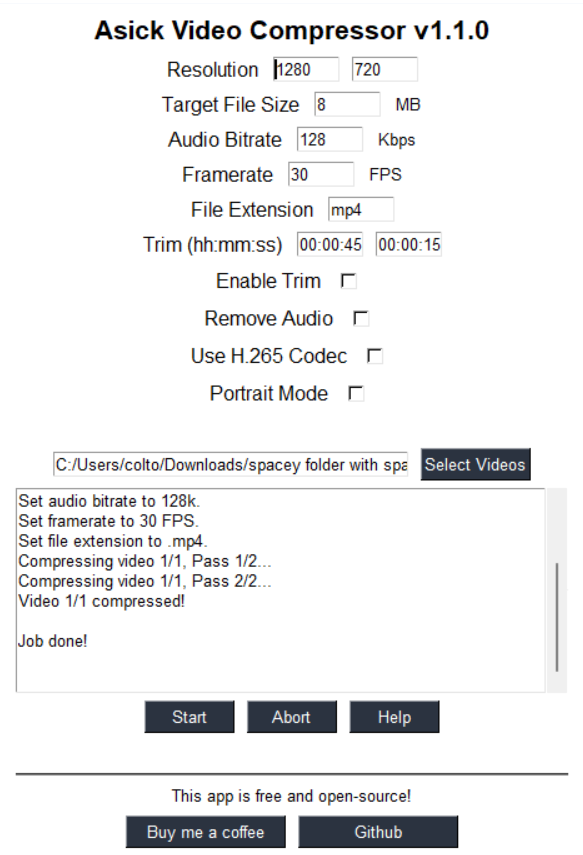 Asick Video Compressor v1.1.0
Resolution 1280 720
Target File Size 8 MB
Audio Bitrate 128 Kbps
Framerate 30 FPS
File Extension mp4
Trim (hh:mm:ss) 00:00:45 00:00:15
Enable Trim
Remove Audio
Use H.265 Codec
Portrait Mode
C:/Users/colto/Downloads/spacey folder with spa Select Videos
Set audio bitrate to 128k.
Set framerate to 30 FPS.
Set file extension to .mp4.
Compressing video 1/1, Pass 1/2...
Compressing video 1/1, Pass 2/2...
Video 1/1 compressed!
Job done!
Start Abort Help
This app is free and open-source!
Buy me a coffee Github